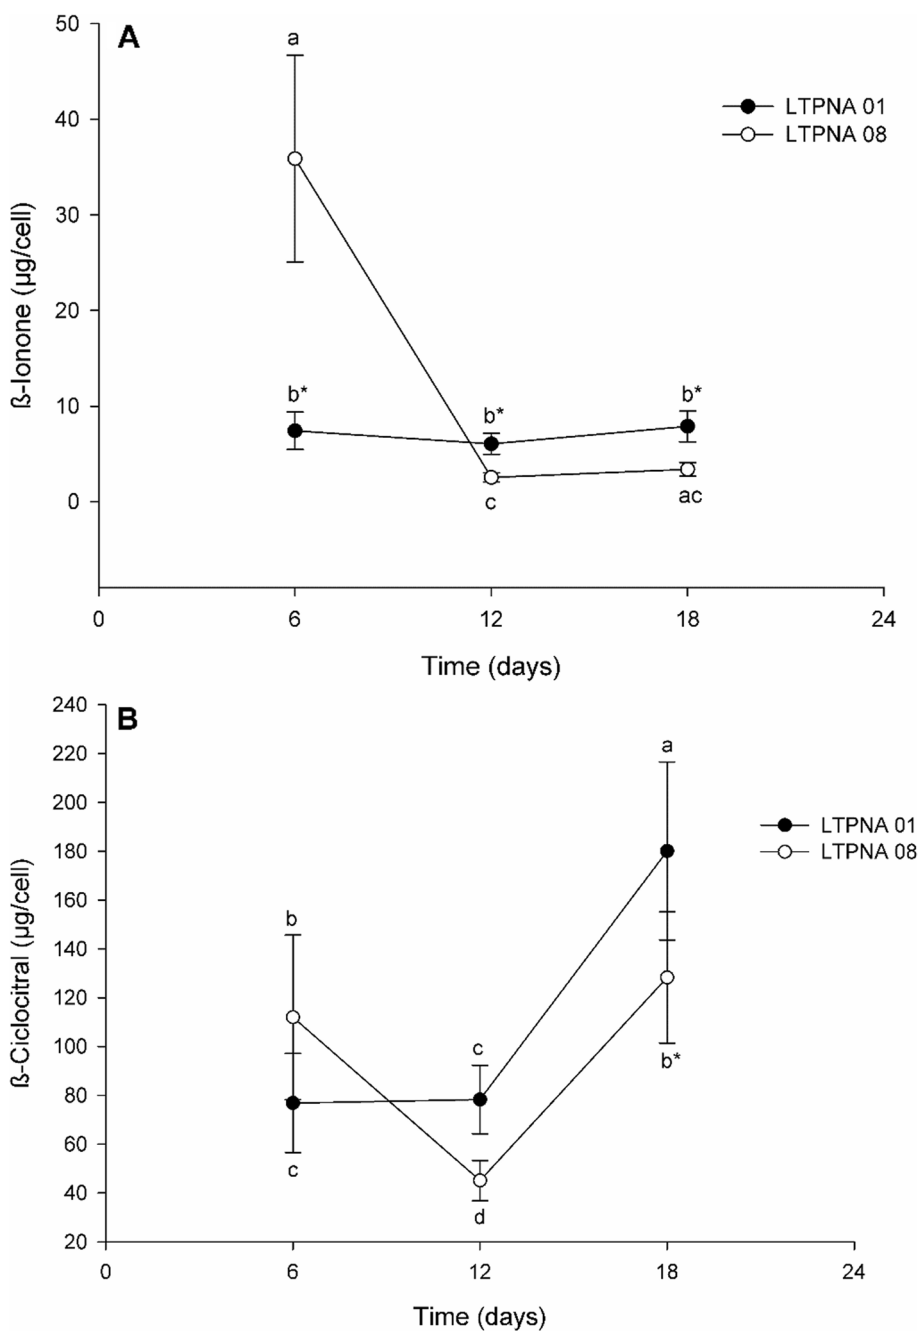 A
50
40
30
20
10
0
ß-Ionone (µg/cell)
LTPNA 01
LTPNA 08
a
b*
b*
b*
c
ac
0
6
12
18
24
Time (days)
B
240
220
200
180
160
140
120
100
80
60
40
20
ß-Ciclocitral (µg/cell)
LTPNA 01
LTPNA 08
a
b
c
b*
c
d
0
6
12
18
24
Time (days)